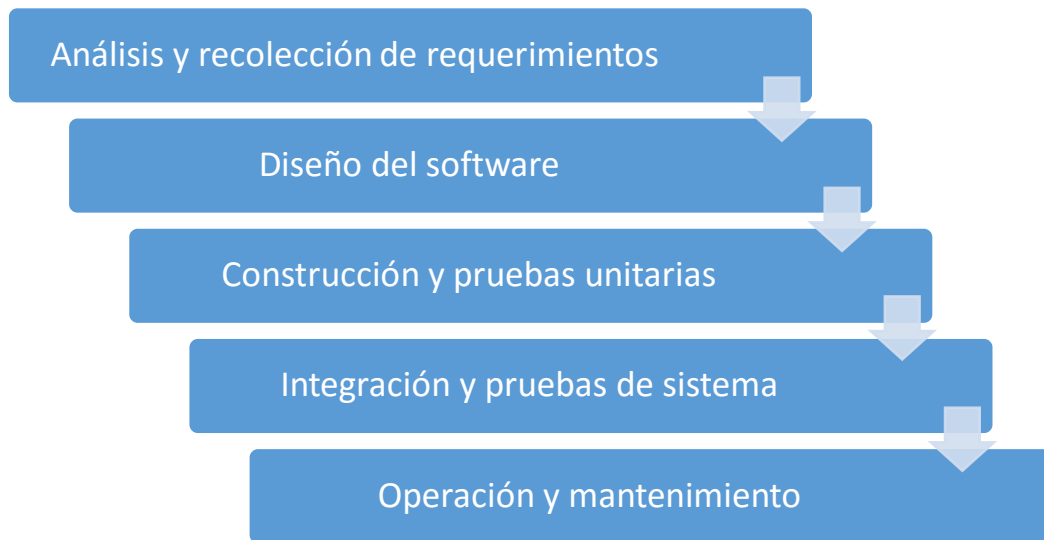 Análisis y recolección de requerimientos
Diseño del software
Construcción y pruebas unitarias
Integración y pruebas de sistema
Operación y mantenimiento